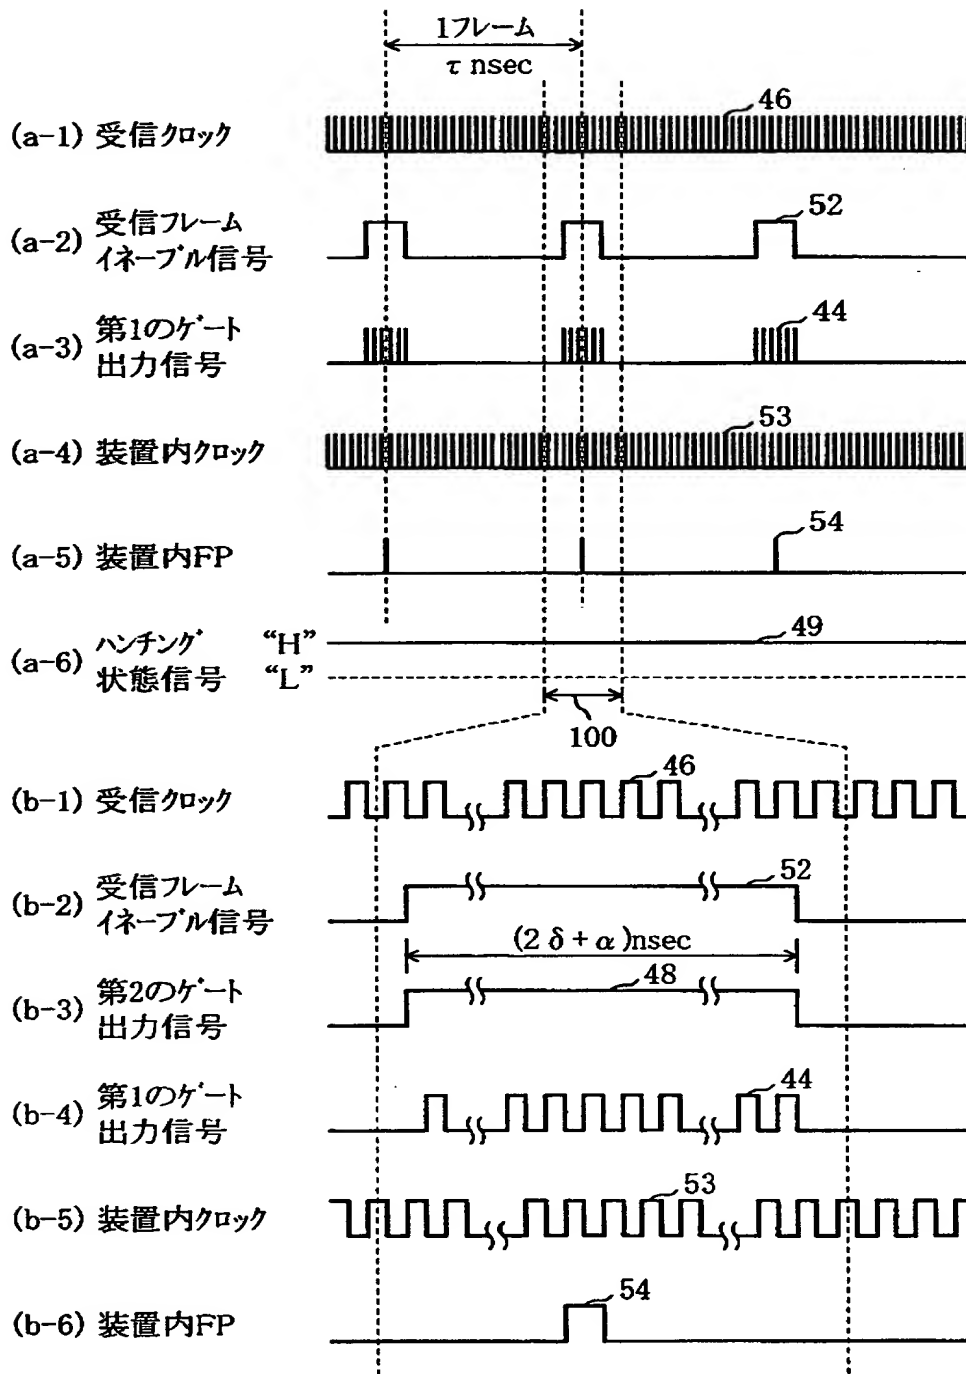 1フレーム
τ nsec
46
(a-1) 受信クロック
(a-2) 受信フレーム
イネーブル信号
52
(a-3) 第1のゲート
出力信号
44
(a-4) 装置内クロック
53
(a-5) 装置内FP
54
(a-6) ハンチング
状態信号
“H”
“L”
49
100
(b-1) 受信クロック
46
(b-2) 受信フレーム
イネーブル信号
52
(2δ+α)nsec
(b-3) 第2のゲート
出力信号
48
(b-4) 第1のゲート
出力信号
44
(b-5) 装置内クロック
53
(b-6) 装置内FP
54